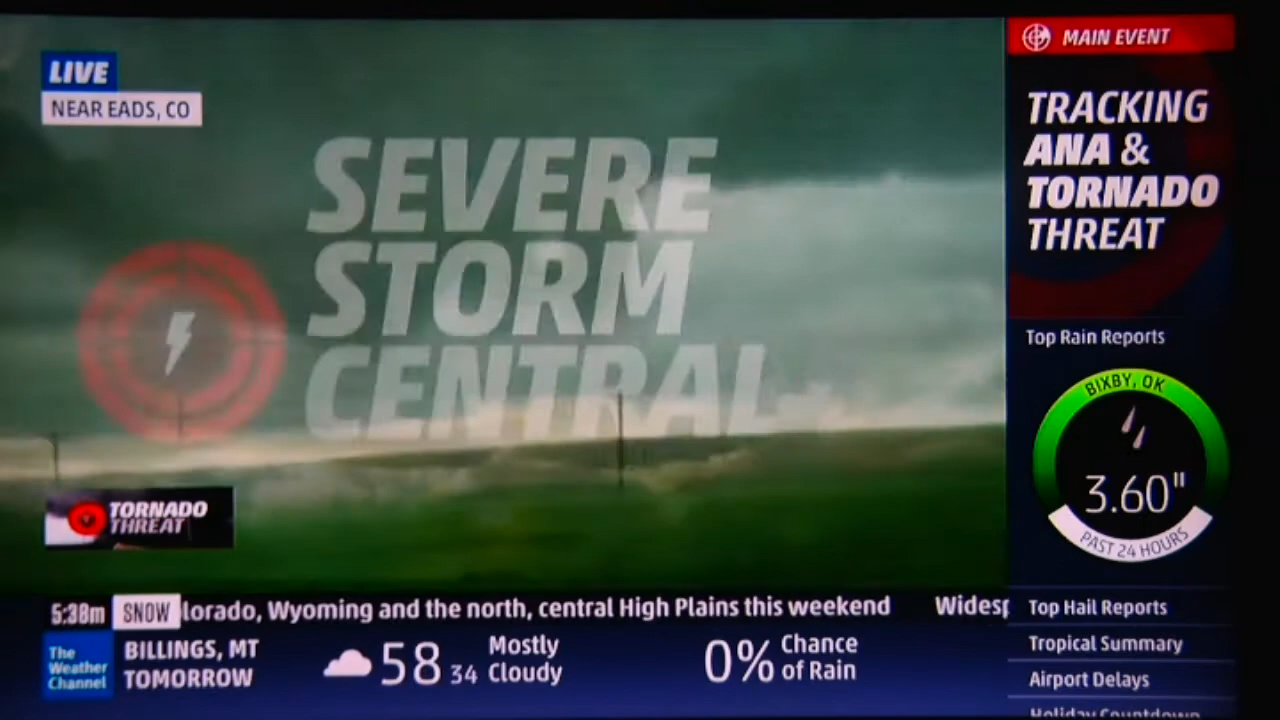 LIVE
NEAR EADS, CO
SEVERE
STORM
CENTRAL
TORNADO
THREAT
MAIN EVENT
TRACKING
ANA &
TORNADO
THREAT
Top Rain Reports
BIXBY, OK
3.60"
PAST 24 HOURS
Top Hail Reports
Tropical Summary
Airport Delays
Holiday Countdown
5:38m SNOW lorado, Wyoming and the north, central High Plains this weekend Widesp
The
Weather
Channel
BILLINGS, MT
TOMORROW
58 34
Mostly
Cloudy
0%
Chance
of Rain